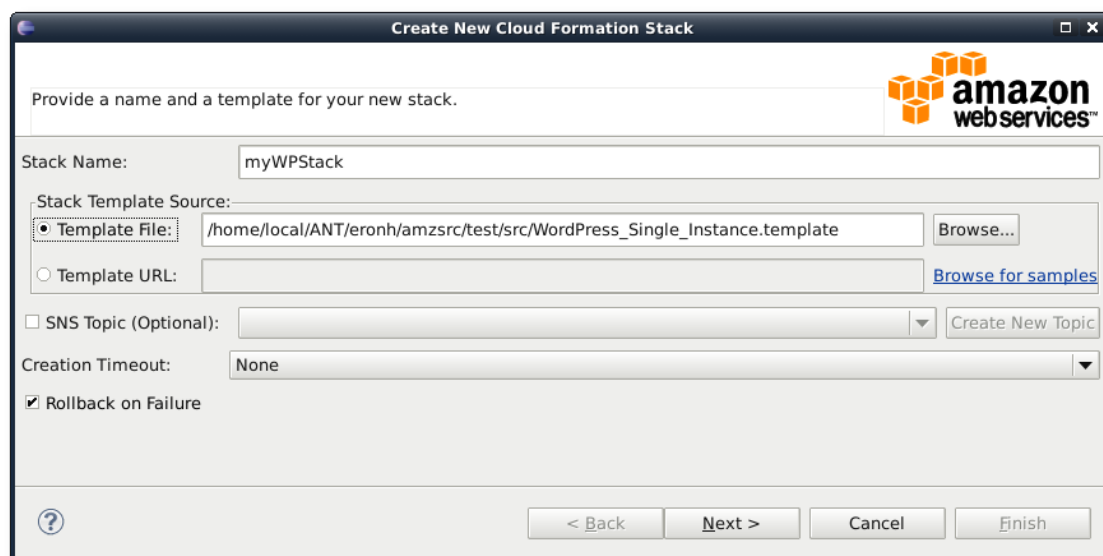 Create New Cloud Formation Stack
Provide a name and a template for your new stack.
amazon
web services™
Stack Name: myWPStack
Stack Template Source:
Template File: /home/local/ANT/eronh/amzsrc/test/src/WordPress_Single_Instance.template Browse...
Template URL: Browse for samples
SNS Topic (Optional): Create New Topic
Creation Timeout: None
Rollback on Failure
? < Back Next > Cancel Finish